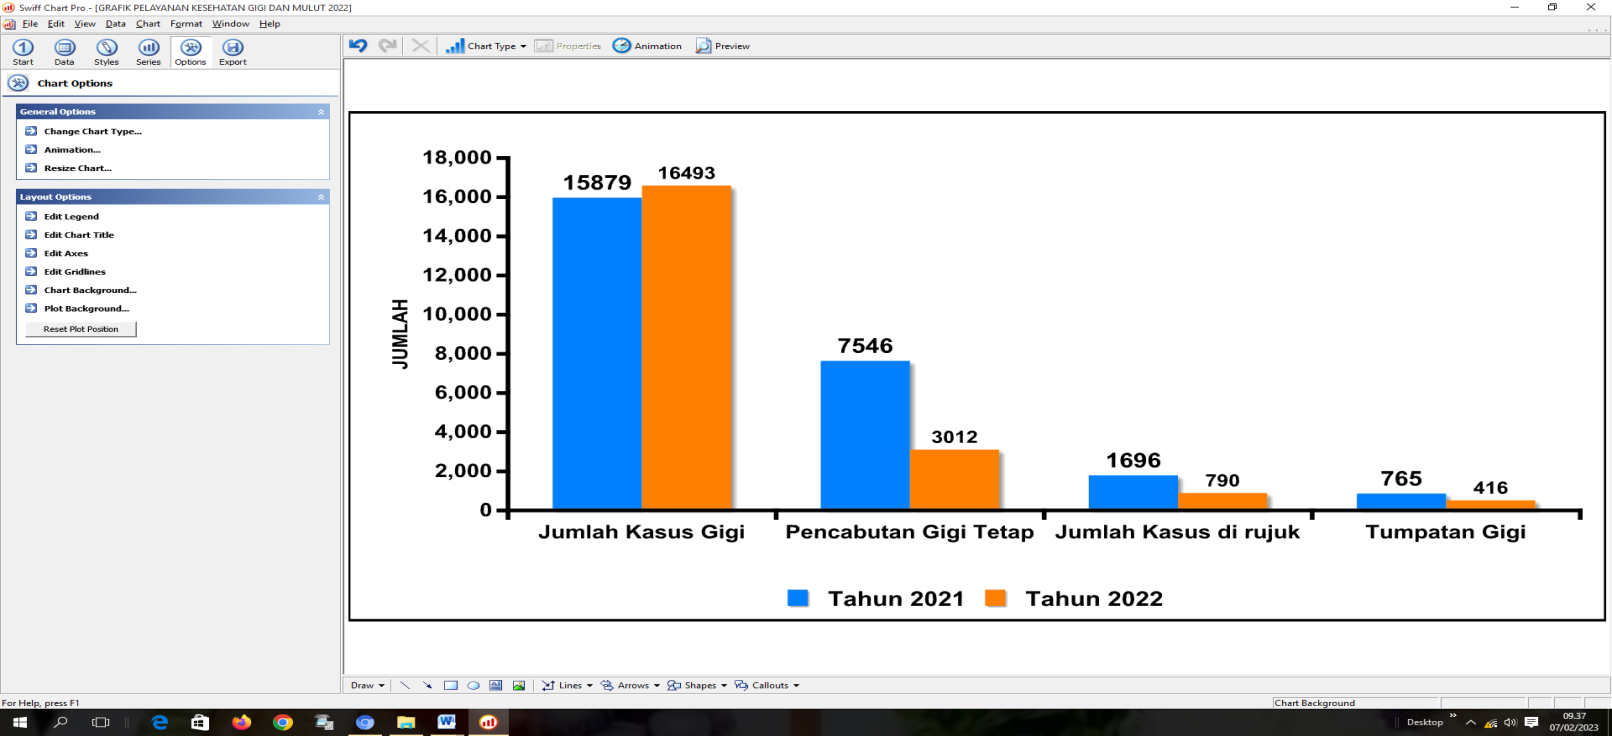 Swiff Chart Pro - [GRAFIK PELAYANAN KESEHATAN GIGI DAN MULUT 2022]
File Edit View Data Chart Format Window Help
Start Data Styles Series Options Export
Chart Type Properties Animation Preview
Chart Options
General Options
Change Chart Type...
Animation...
Resize Chart...
Layout Options
Edit Legend
Edit Chart Title
Edit Axes
Edit Gridlines
Chart Background...
Plot Background...
Reset Plot Position
JUMLAH
18,000
16,000
14,000
12,000
10,000
8,000
6,000
4,000
2,000
0
15879
16493
7546
3012
1696
790
765
416
Jumlah Kasus Gigi
Pencabutan Gigi Tetap
Jumlah Kasus di rujuk
Tumpatan Gigi
Tahun 2021 Tahun 2022
Draw Lines Arrows Shapes Callouts
For Help, press F1
Chart Background
Desktop
09.37
07/02/2023